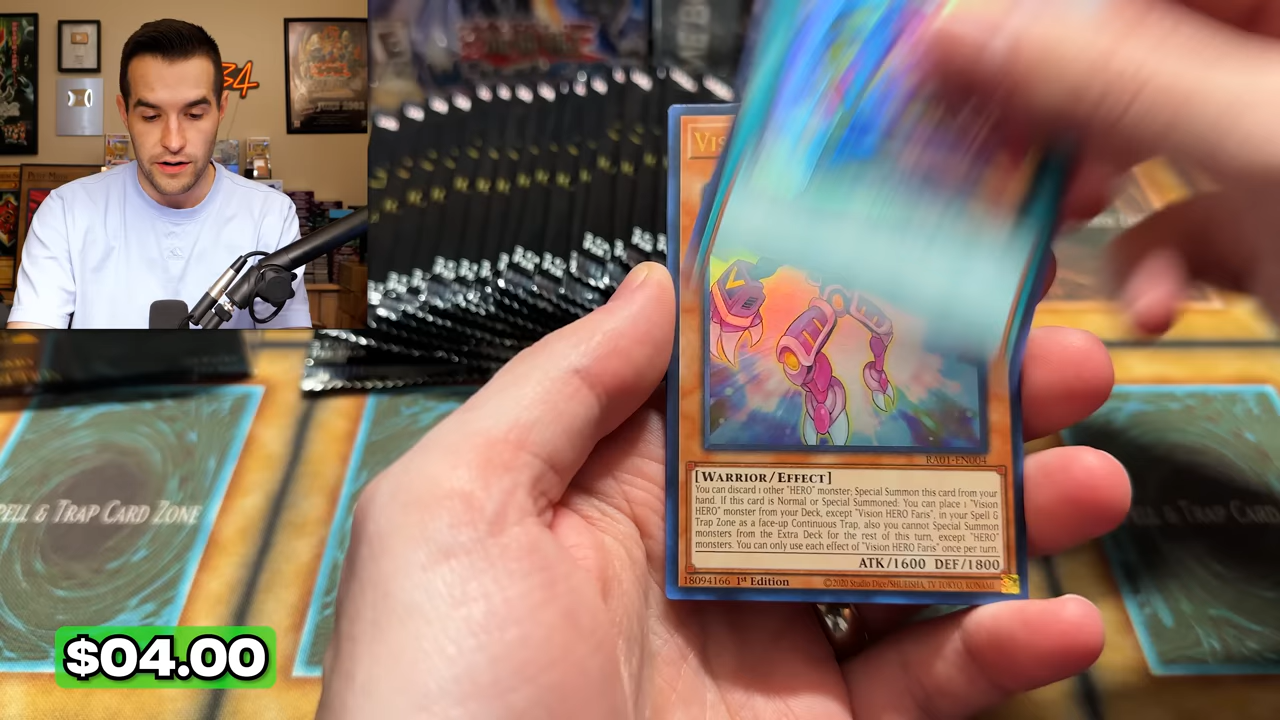 34
VIS
RA01-EN004
[WARRIOR/EFFECT]
You can discard 1 other "HERO" monster; Special Summon this card from your
hand. If this card is Normal or Special Summoned: You can place 1 "Vision
HERO" monster from your Deck, except "Vision HERO Faris", in your Spell &
Trap Zone as a face-up Continuous Trap, also you cannot Special Summon
monsters from the Extra Deck for the rest of this turn, except "HERO"
monsters. You can only use each effect of "Vision HERO Faris" once per turn.
ATK/1600 DEF/1800
18094166 1st Edition
©2020 Studio Dice/SHUEISHA, TV TOKYO, KONAMI
PELL & TRAP CARD ZONE
$04.00